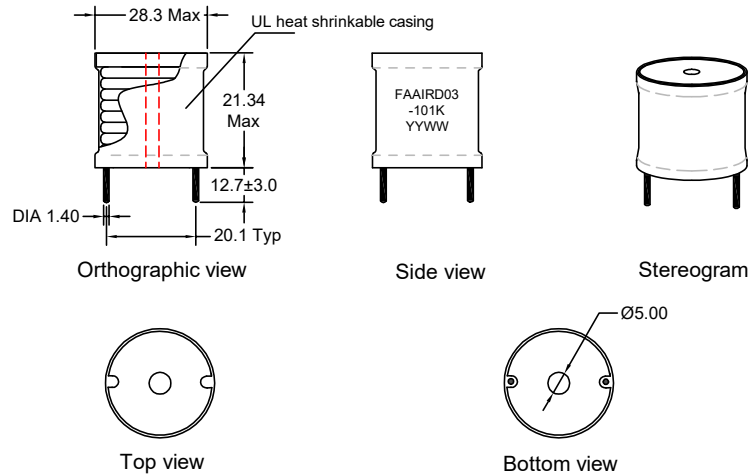 28.3 Max
UL heat shrinkable casing
21.34
Max
12.7±3.0
DIA 1.40
20.1 Typ
Orthographic view
FAAIRD03
-101K
YYWW
Side view
Stereogram
Top view
Ø5.00
Bottom view